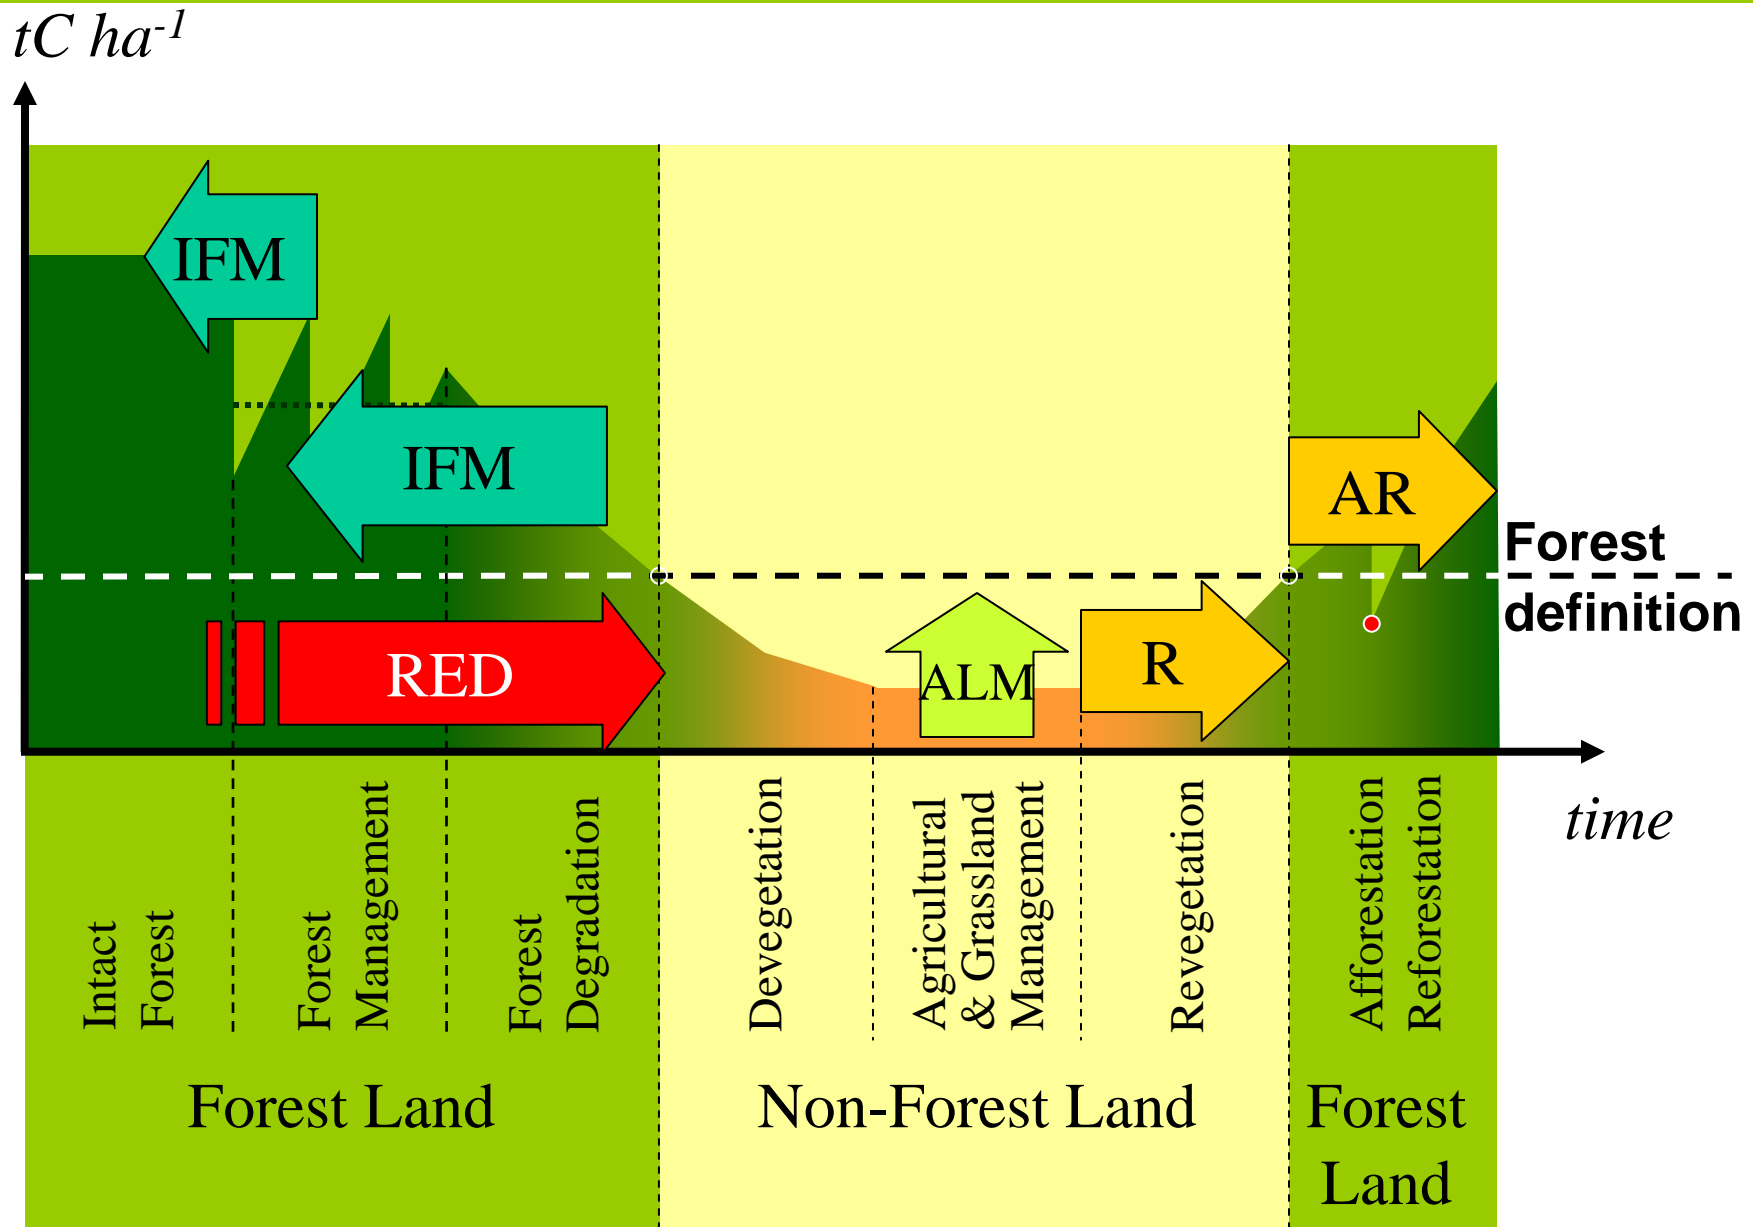 tC ha-1
IFM
IFM
AR
Forest
definition
RED
ALM
R
time
Intact
Forest
Forest
Management
Forest
Degradation
Devegetation
Agricultural
& Grassland
Management
Revegetation
Afforestation
Reforestation
Forest Land
Non-Forest Land
Forest
Land